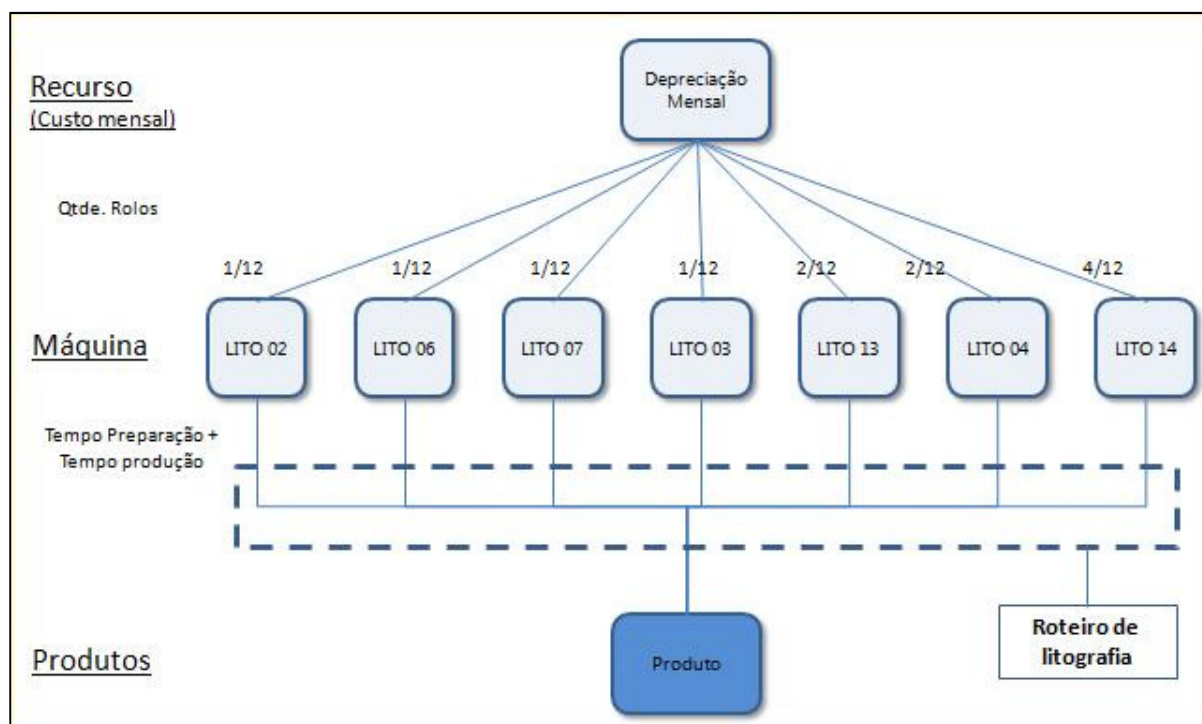 Recurso
(Custo mensal)
Depreciação
Mensal
Qtde. Rolos
1/12
1/12
1/12
1/12
2/12
2/12
4/12
Máquina
LITO 02
LITO 06
LITO 07
LITO 03
LITO 13
LITO 04
LITO 14
Tempo Preparação +
Tempo produção
Roteiro de
litografia
Produtos
Produto